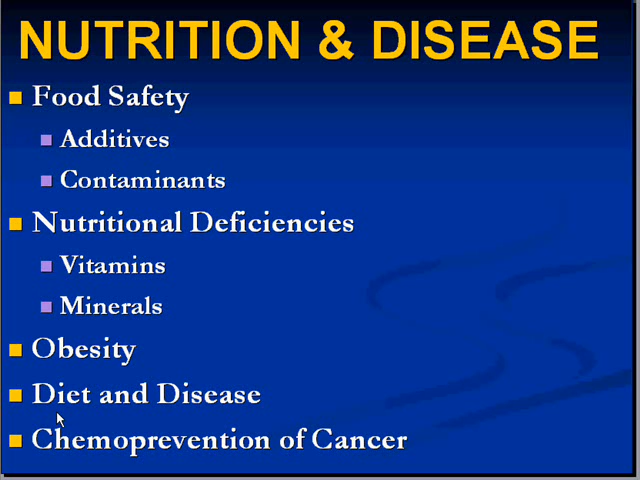 NUTRITION & DISEASE
Food Safety
Additives
Contaminants
Nutritional Deficiencies
Vitamins
Minerals
Obesity
Diet and Disease
Chemoprevention of Cancer